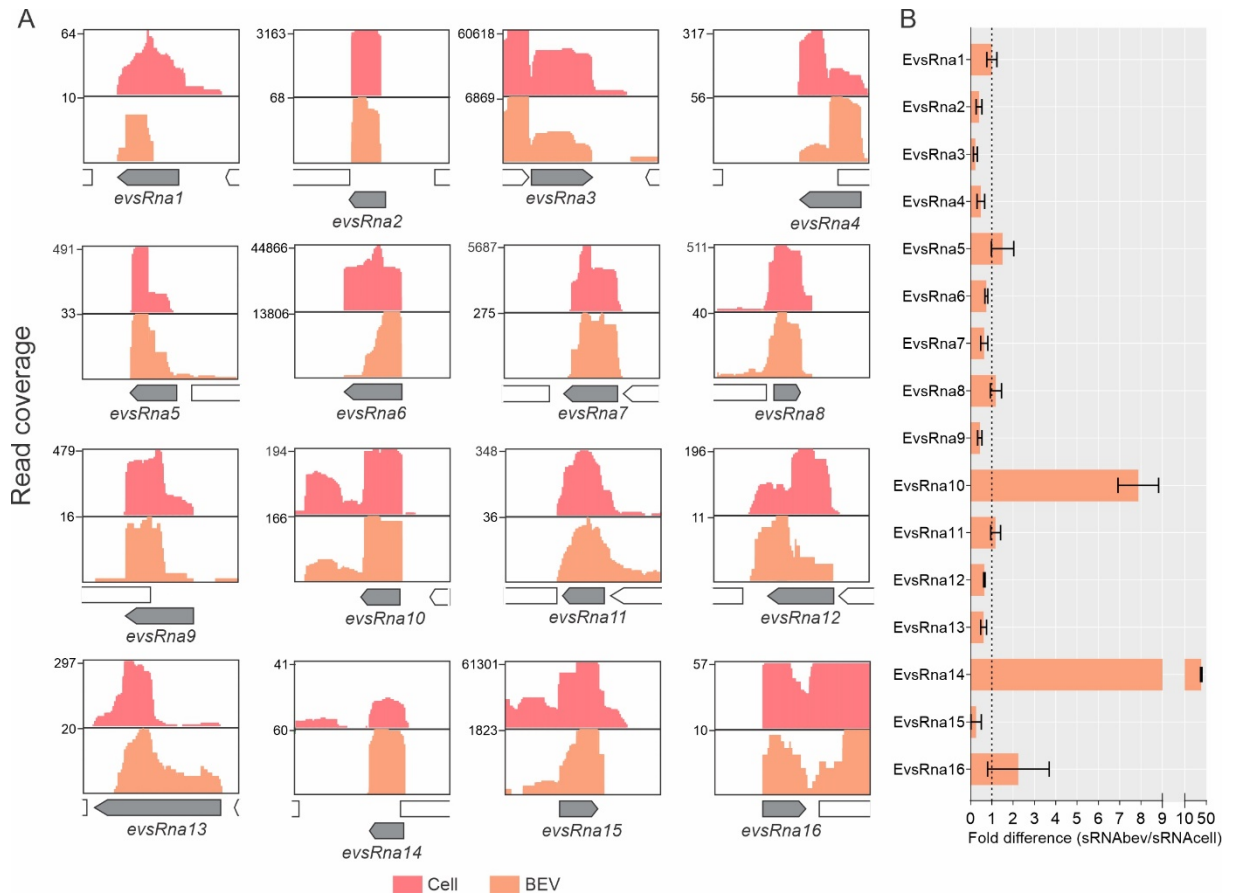 A
B
Read coverage
64
10
evsRna1
3163
68
evsRna2
60618
6869
evsRna3
317
56
evsRna4
491
33
evsRna5
44866
13806
evsRna6
5687
275
evsRna7
511
40
evsRna8
479
16
evsRna9
194
166
evsRna10
348
36
evsRna11
196
11
evsRna12
297
20
evsRna13
41
60
evsRna14
61301
1823
evsRna15
57
10
evsRna16
Cell
BEV
EvsRna1
EvsRna2
EvsRna3
EvsRna4
EvsRna5
EvsRna6
EvsRna7
EvsRna8
EvsRna9
EvsRna10
EvsRna11
EvsRna12
EvsRna13
EvsRna14
EvsRna15
EvsRna16
0 1 2 3 4 5 6 7 8 9 10 50
Fold difference (sRNAbev/sRNAcell)